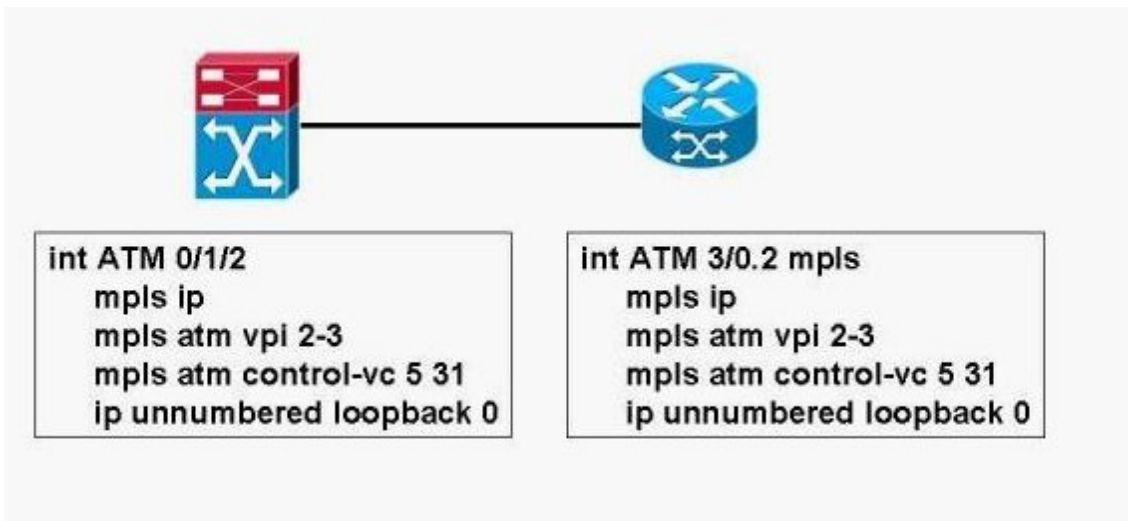 int ATM 0/1/2
mpls ip
mpls atm vpi 2-3
mpls atm control-vc 5 31
ip unnumbered loopback 0
int ATM 3/0.2 mpls
mpls ip
mpls atm vpi 2-3
mpls atm control-vc 5 31
ip unnumbered loopback 0